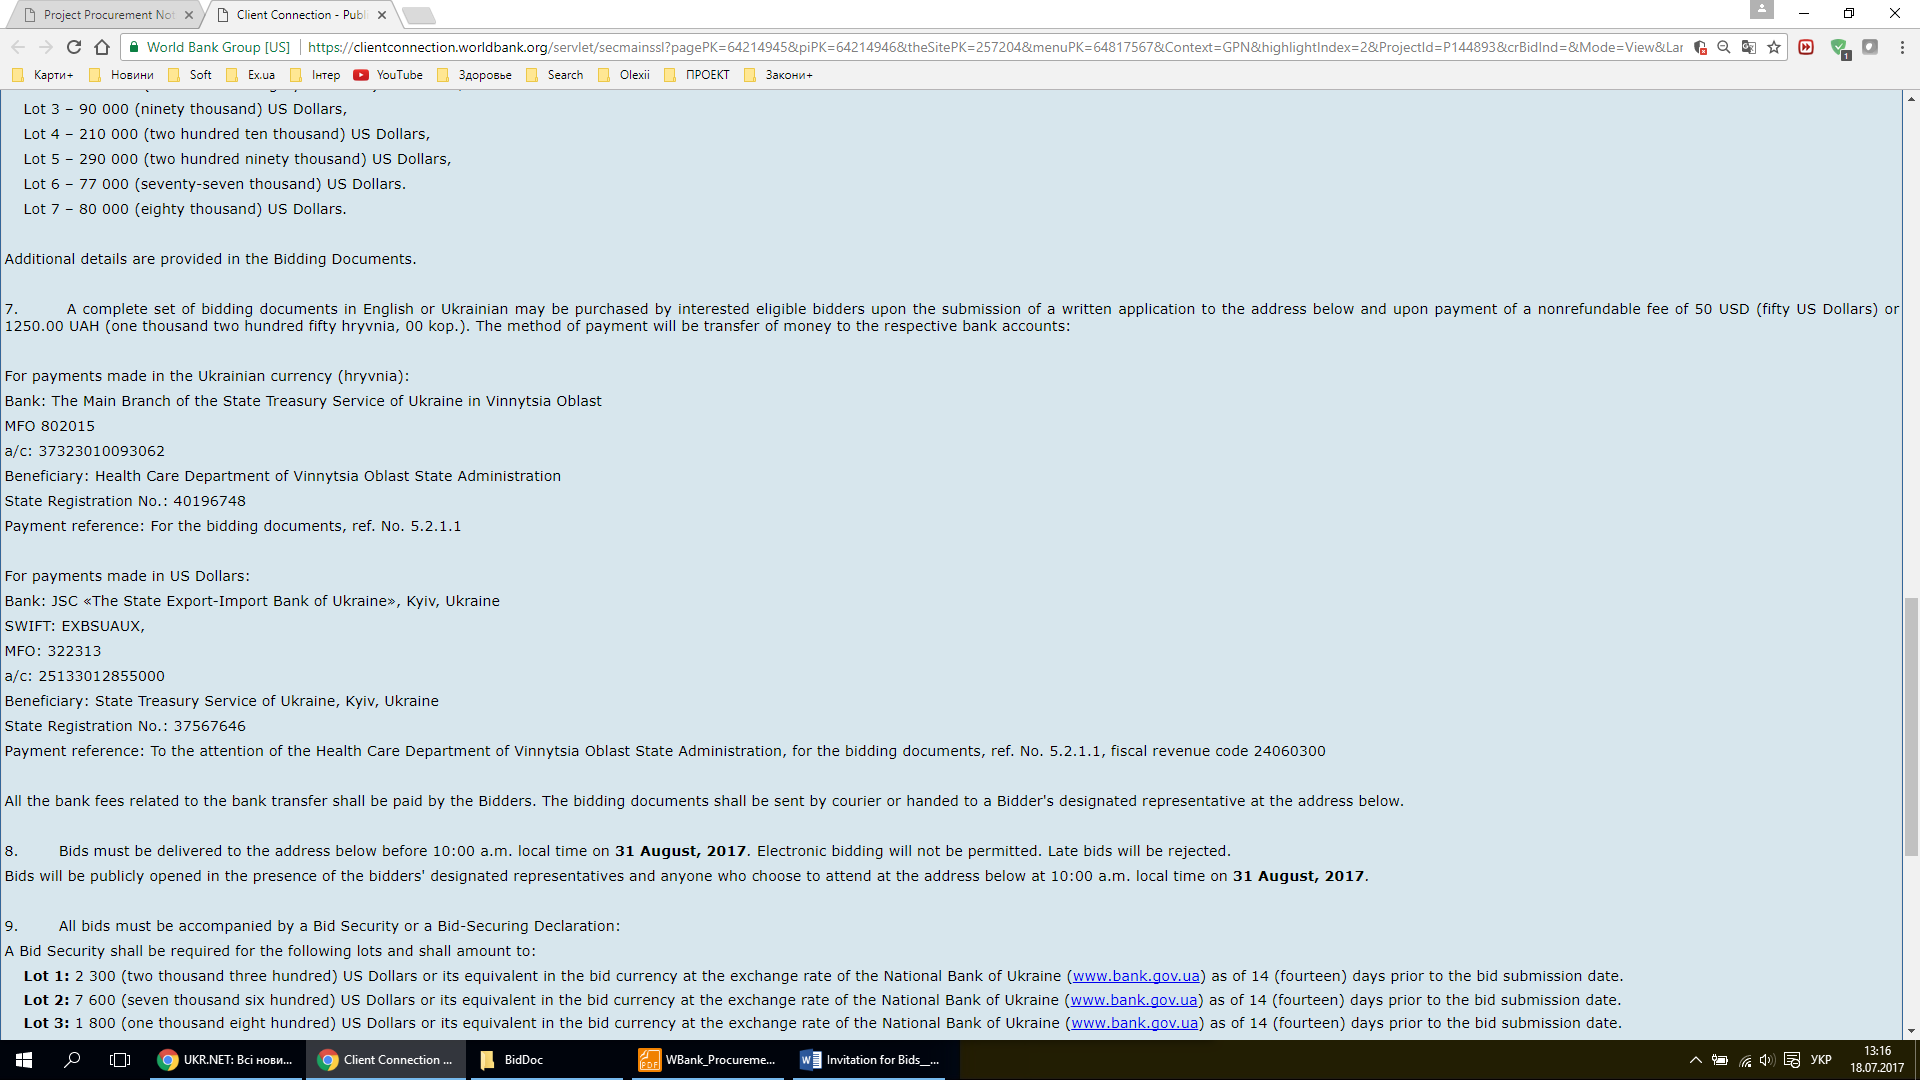 Project Procurement Not
Client Connection - Publ
World Bank Group [US]
https://clientconnection.worldbank.org/servlet/secmainssl?pagePK=64214945&piPK=64214946&theSitePK=257204&menuPK=64817567&Context=GPN&highlightIndex=2&ProjectId=P144893&crBidInd=&Mode=View&Lar
Карти+ Новини Soft Ex.ua Інтер YouTube Здоровье Search Olexii ПРОЕКТ Закони+
Lot 3 – 90 000 (ninety thousand) US Dollars,
Lot 4 – 210 000 (two hundred ten thousand) US Dollars,
Lot 5 – 290 000 (two hundred ninety thousand) US Dollars,
Lot 6 – 77 000 (seventy-seven thousand) US Dollars.
Lot 7 – 80 000 (eighty thousand) US Dollars.
Additional details are provided in the Bidding Documents.
7. A complete set of bidding documents in English or Ukrainian may be purchased by interested eligible bidders upon the submission of a written application to the address below and upon payment of a nonrefundable fee of 50 USD (fifty US Dollars) or
1250.00 UAH (one thousand two hundred fifty hryvnia, 00 kop.). The method of payment will be transfer of money to the respective bank accounts:
For payments made in the Ukrainian currency (hryvnia):
Bank: The Main Branch of the State Treasury Service of Ukraine in Vinnytsia Oblast
MFO 802015
a/c: 37323010093062
Beneficiary: Health Care Department of Vinnytsia Oblast State Administration
State Registration No.: 40196748
Payment reference: For the bidding documents, ref. No. 5.2.1.1
For payments made in US Dollars:
Bank: JSC «The State Export-Import Bank of Ukraine», Kyiv, Ukraine
SWIFT: EXBSUAUX,
MFO: 322313
a/c: 25133012855000
Beneficiary: State Treasury Service of Ukraine, Kyiv, Ukraine
State Registration No.: 37567646
Payment reference: To the attention of the Health Care Department of Vinnytsia Oblast State Administration, for the bidding documents, ref. No. 5.2.1.1, fiscal revenue code 24060300
All the bank fees related to the bank transfer shall be paid by the Bidders. The bidding documents shall be sent by courier or handed to a Bidder's designated representative at the address below.
8. Bids must be delivered to the address below before 10:00 a.m. local time on 31 August, 2017. Electronic bidding will not be permitted. Late bids will be rejected.
Bids will be publicly opened in the presence of the bidders' designated representatives and anyone who choose to attend at the address below at 10:00 a.m. local time on 31 August, 2017.
9. All bids must be accompanied by a Bid Security or a Bid-Securing Declaration:
A Bid Security shall be required for the following lots and shall amount to:
Lot 1: 2 300 (two thousand three hundred) US Dollars or its equivalent in the bid currency at the exchange rate of the National Bank of Ukraine (www.bank.gov.ua) as of 14 (fourteen) days prior to the bid submission date.
Lot 2: 7 600 (seven thousand six hundred) US Dollars or its equivalent in the bid currency at the exchange rate of the National Bank of Ukraine (www.bank.gov.ua) as of 14 (fourteen) days prior to the bid submission date.
Lot 3: 1 800 (one thousand eight hundred) US Dollars or its equivalent in the bid currency at the exchange rate of the National Bank of Ukraine (www.bank.gov.ua) as of 14 (fourteen) days prior to the bid submission date.
UKR.NET: Всі нови... Client Connection ... BidDoc WBank_Procureme... Invitation for Bids__... УКР 13:16
18.07.2017